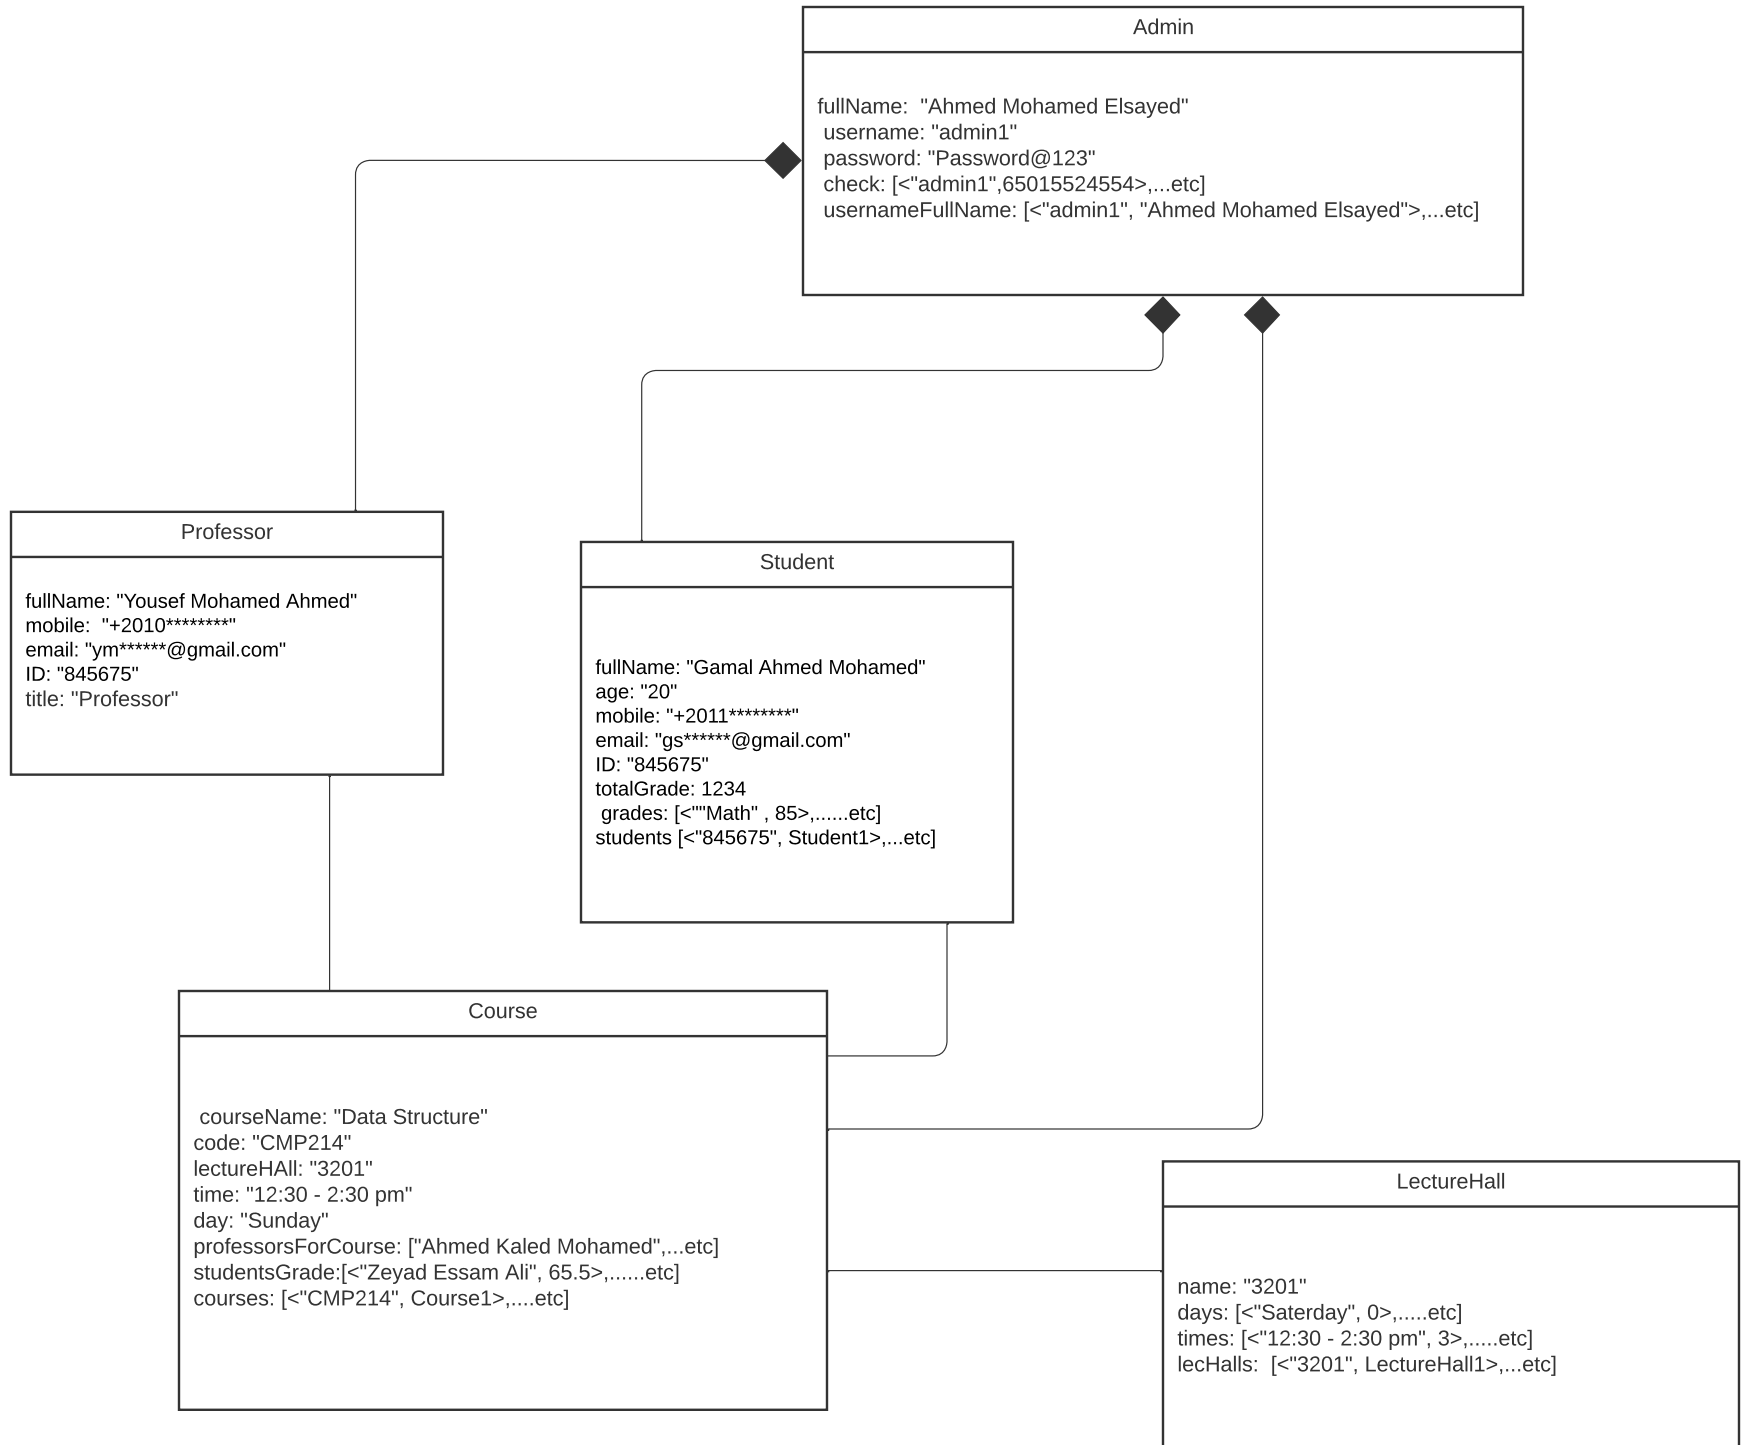 Admin
fullName:  "Ahmed Mohamed Elsayed"
username: "admin1"
password: "Password@123"
check: [<"admin1",65015524554>,...etc]
usernameFullName: [<"admin1", "Ahmed Mohamed Elsayed">,...etc]
Professor
fullName: "Yousef Mohamed Ahmed"
mobile:  "+2010********"
email: "ym******@gmail.com"
ID: "845675"
title: "Professor"
Student
fullName: "Gamal Ahmed Mohamed"
age: "20"
mobile: "+2011********"
email: "gs******@gmail.com"
ID: "845675"
totalGrade: 1234
grades: [<""Math" , 85>,......etc]
students [<"845675", Student1>,...etc]
Course
courseName: "Data Structure"
code: "CMP214"
lectureHAll: "3201"
time: "12:30 - 2:30 pm"
day: "Sunday"
professorsForCourse: ["Ahmed Kaled Mohamed",...etc]
studentsGrade:[<"Zeyad Essam Ali", 65.5>,......etc]
courses: [<"CMP214", Course1>,....etc]
LectureHall
name: "3201"
days: [<"Saterday", 0>,.....etc]
times: [<"12:30 - 2:30 pm", 3>,.....etc]
lecHalls:  [<"3201", LectureHall1>,...etc]